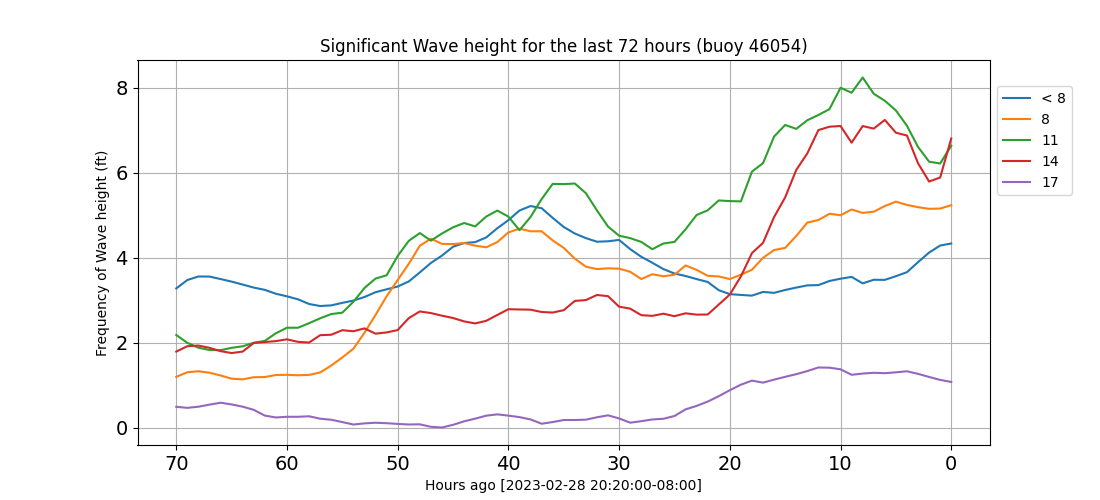 Significant Wave height for the last 72 hours (buoy 46054)
Frequency of Wave height (ft)
8
6
4
2
0
70 60 50 40 30 20 10 0
Hours ago [2023-02-28 20:20:00-08:00]
< 8
8
11
14
17